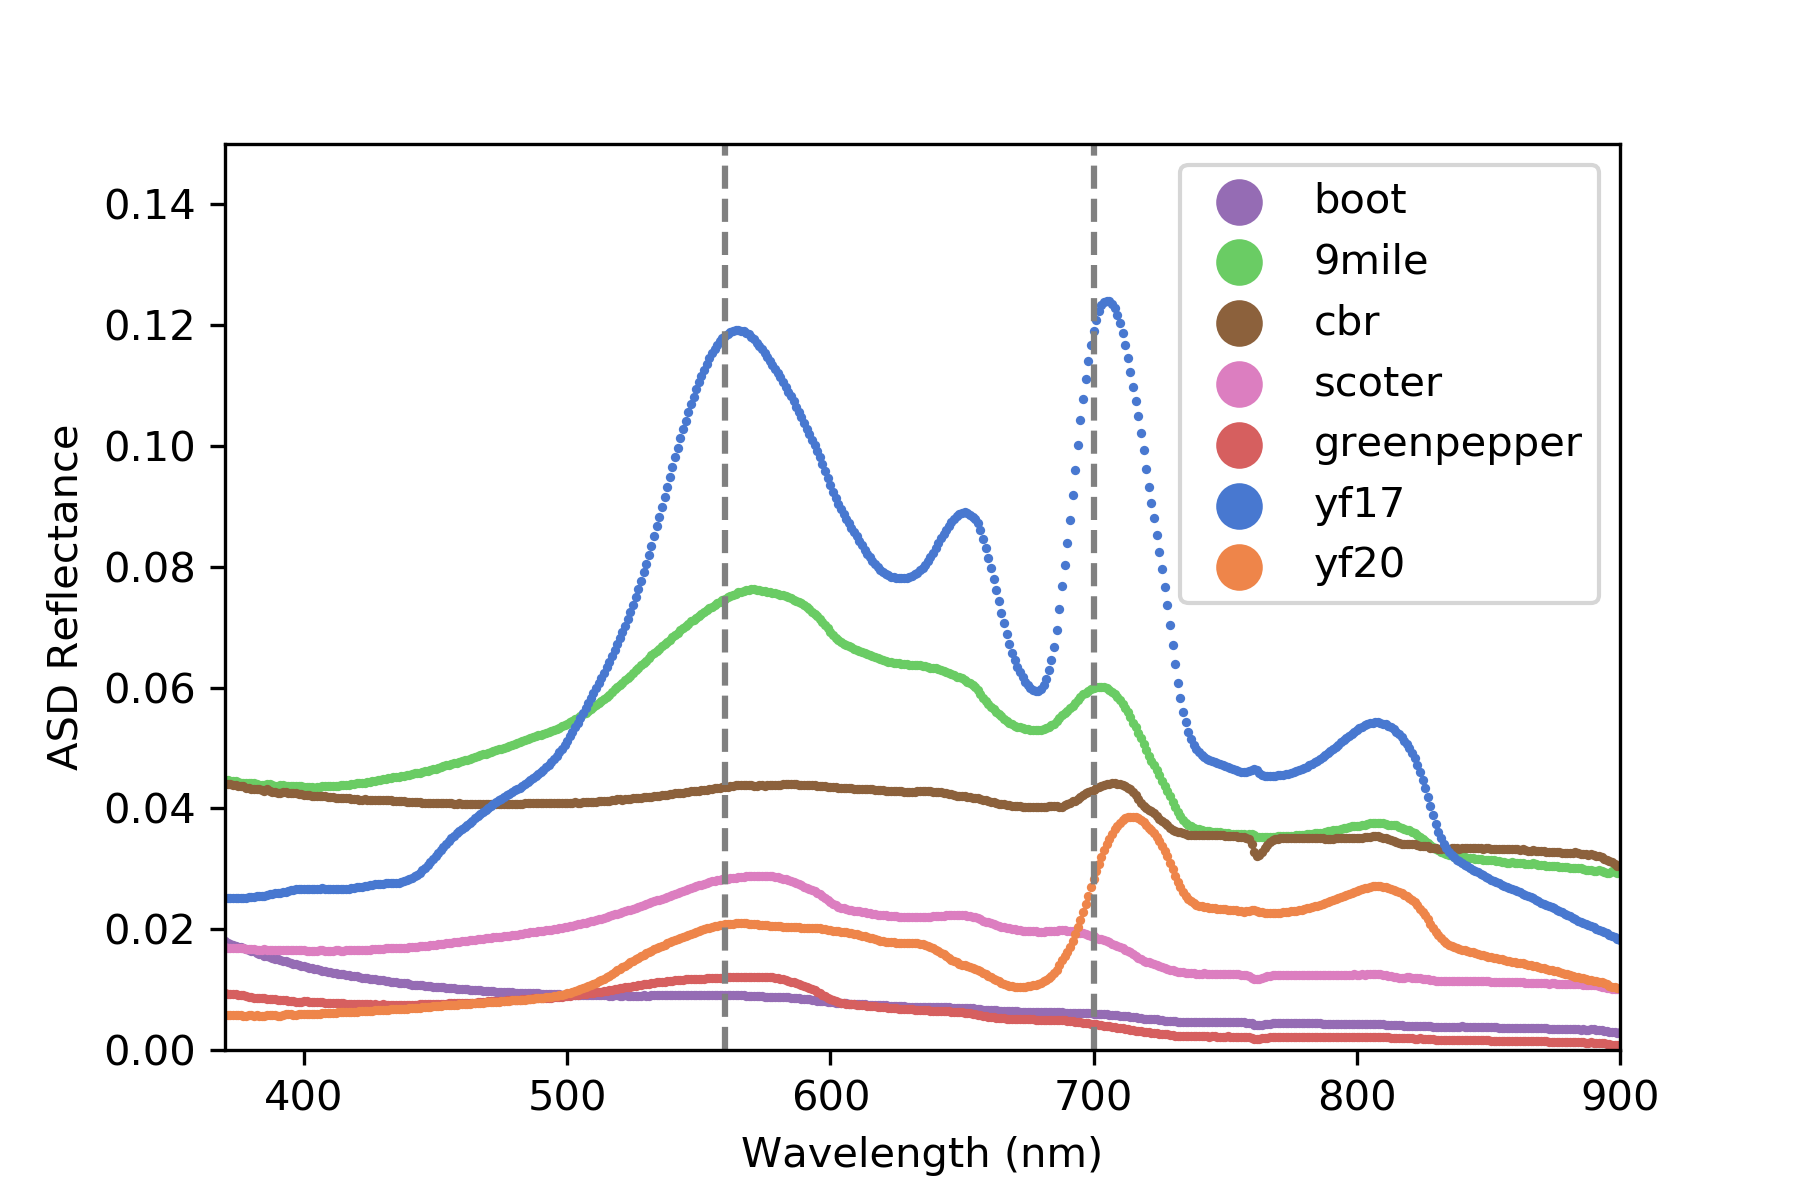 0.14
0.12
0.10
0.08
0.06
0.04
0.02
0.00
ASD Reflectance
400 500 600 700 800 900
Wavelength (nm)
boot
9mile
cbr
scoter
greenpepper
yf17
yf20